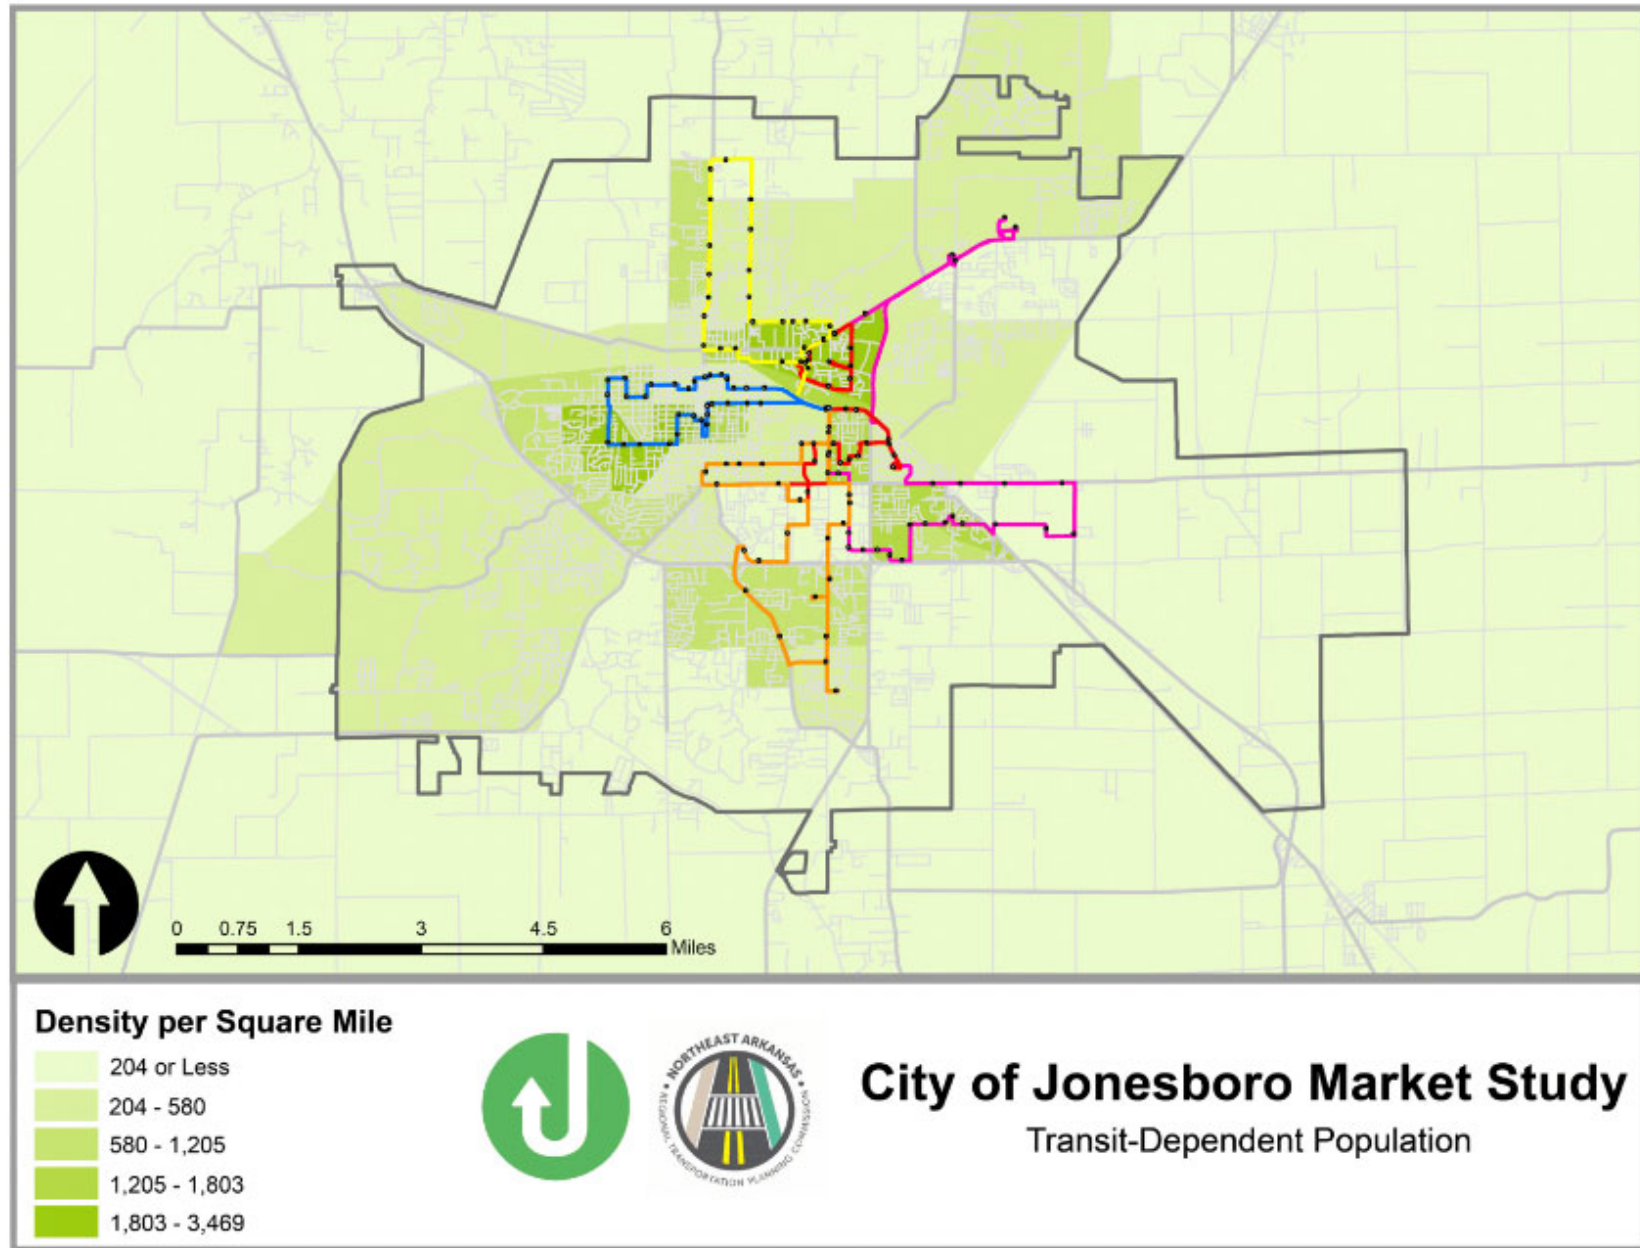 0 0.75 1.5 3 4.5 6
Miles
Density per Square Mile
204 or Less
204 - 580
580 - 1,205
1,205 - 1,803
1,803 - 3,469
NORTHEAST ARKANSAS
REGIONAL TRANSPORTATION PLANNING COMMISSION
City of Jonesboro Market Study
Transit-Dependent Population